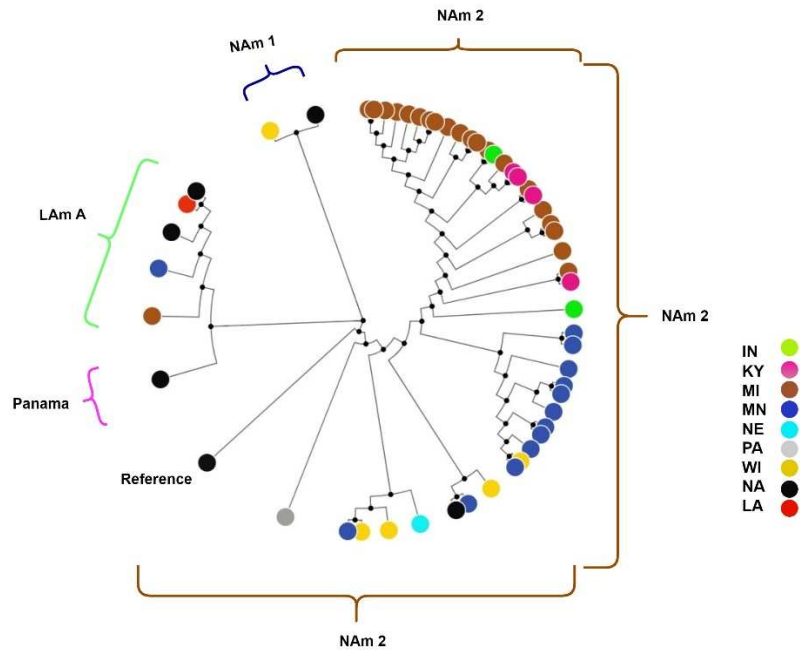 NAm 2
NAm 1
LAm A
NAm 2
Panama
Reference
NAm 2
IN
KY
MI
MN
NE
PA
WI
NA
LA